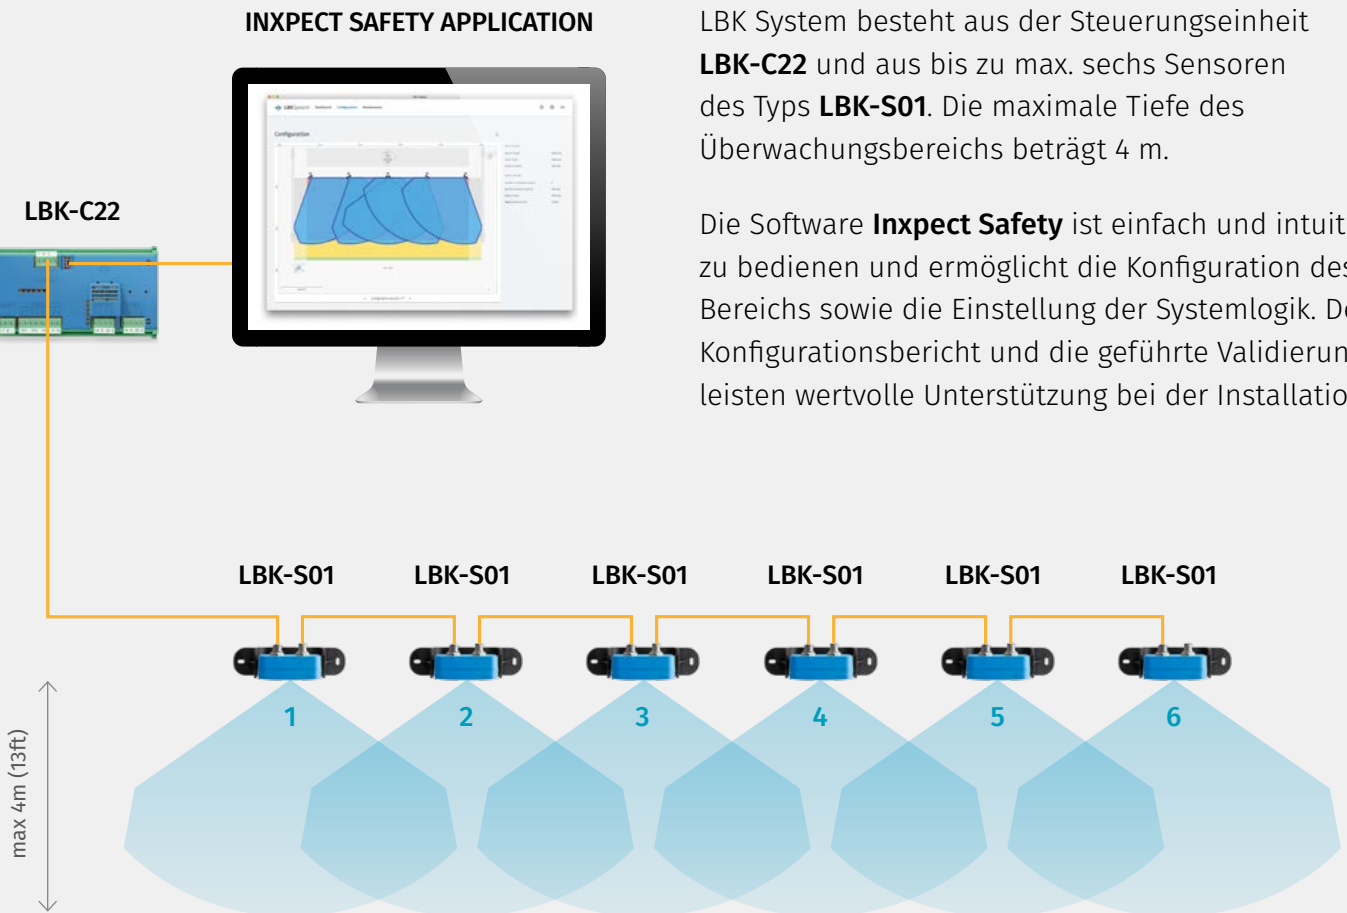 INXPECT SAFETY APPLICATION
LBK System besteht aus der Steuerungseinheit
LBK-C22 und aus bis zu max. sechs Sensoren
des Typs LBK-S01. Die maximale Tiefe des
Überwachungsbereichs beträgt 4 m.
Die Software Inxpect Safety ist einfach und intuit
zu bedienen und ermöglicht die Konfiguration des
Bereichs sowie die Einstellung der Systemlogik. De
Konfigurationsbericht und die geführte Validierun
leisten wertvolle Unterstützung bei der Installatio
LBK-C22
Configuration
LBK-S01 LBK-S01 LBK-S01 LBK-S01 LBK-S01 LBK-S01
1 2 3 4 5 6
max 4m (13ft)